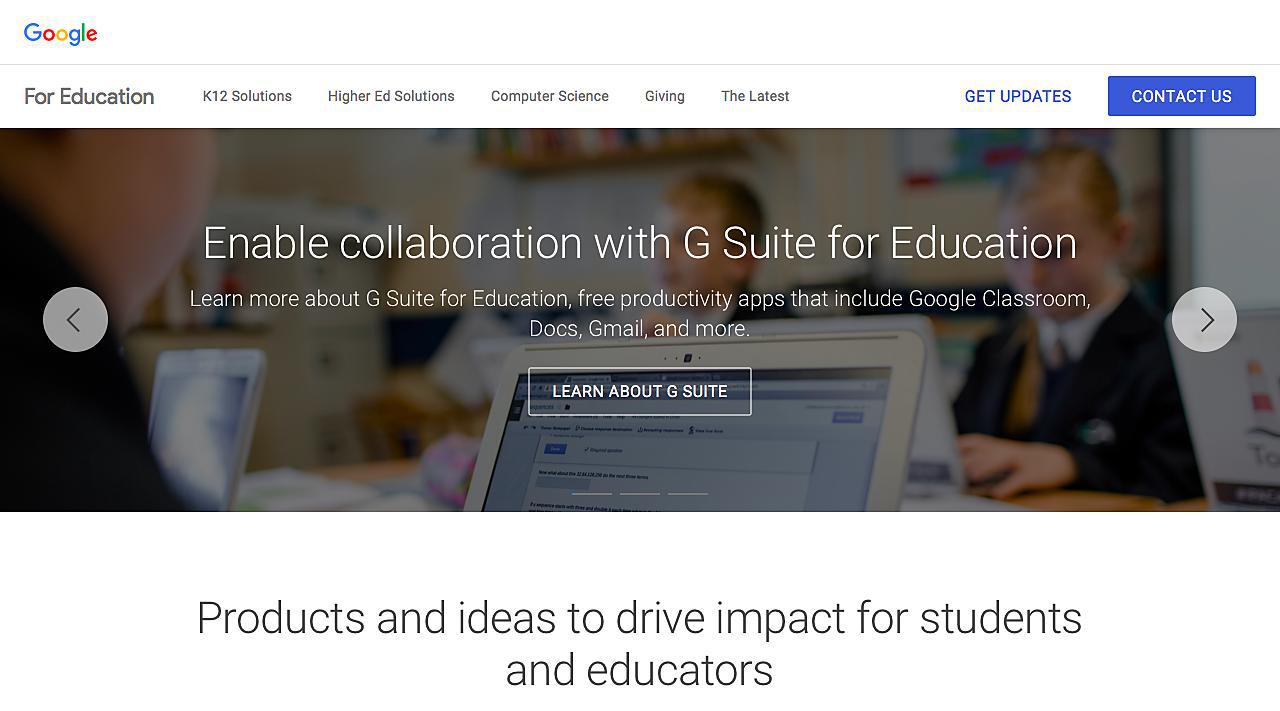 Google
For Education
K12 Solutions
Higher Ed Solutions
Computer Science
Giving
The Latest
GET UPDATES
CONTACT US
Enable collaboration with G Suite for Education
Learn more about G Suite for Education, free productivity apps that include Google Classroom,
Docs, Gmail, and more.
LEARN ABOUT G SUITE
Products and ideas to drive impact for students
and educators